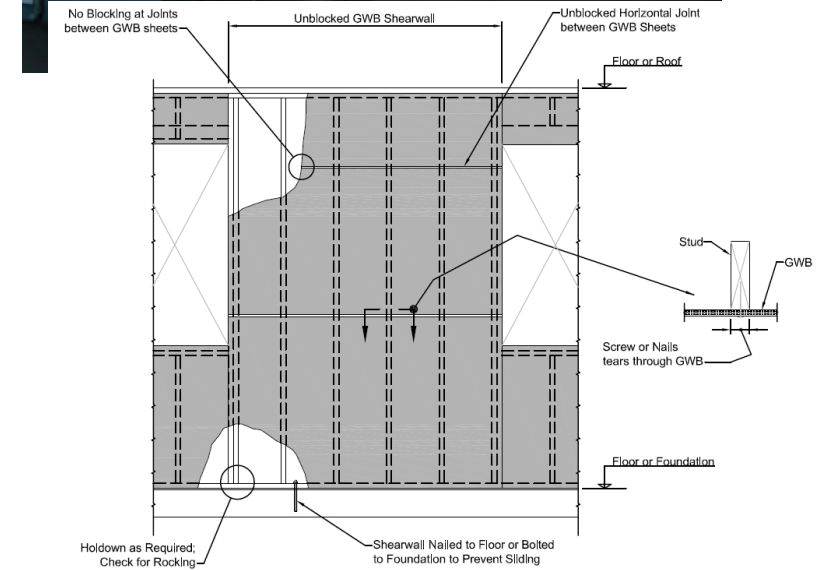 No Blocking at Joints
between GWB sheets
Unblocked GWB Shearwall
Unblocked Horizontal Joint
between GWB Sheets
Floor or Roof
Stud
GWB
Screw or Nails
tears through GWB
Floor or Foundation
Holdown as Required;
Check for Rocking
Shearwall Nailed to Floor or Bolted
to Foundation to Prevent Sliding